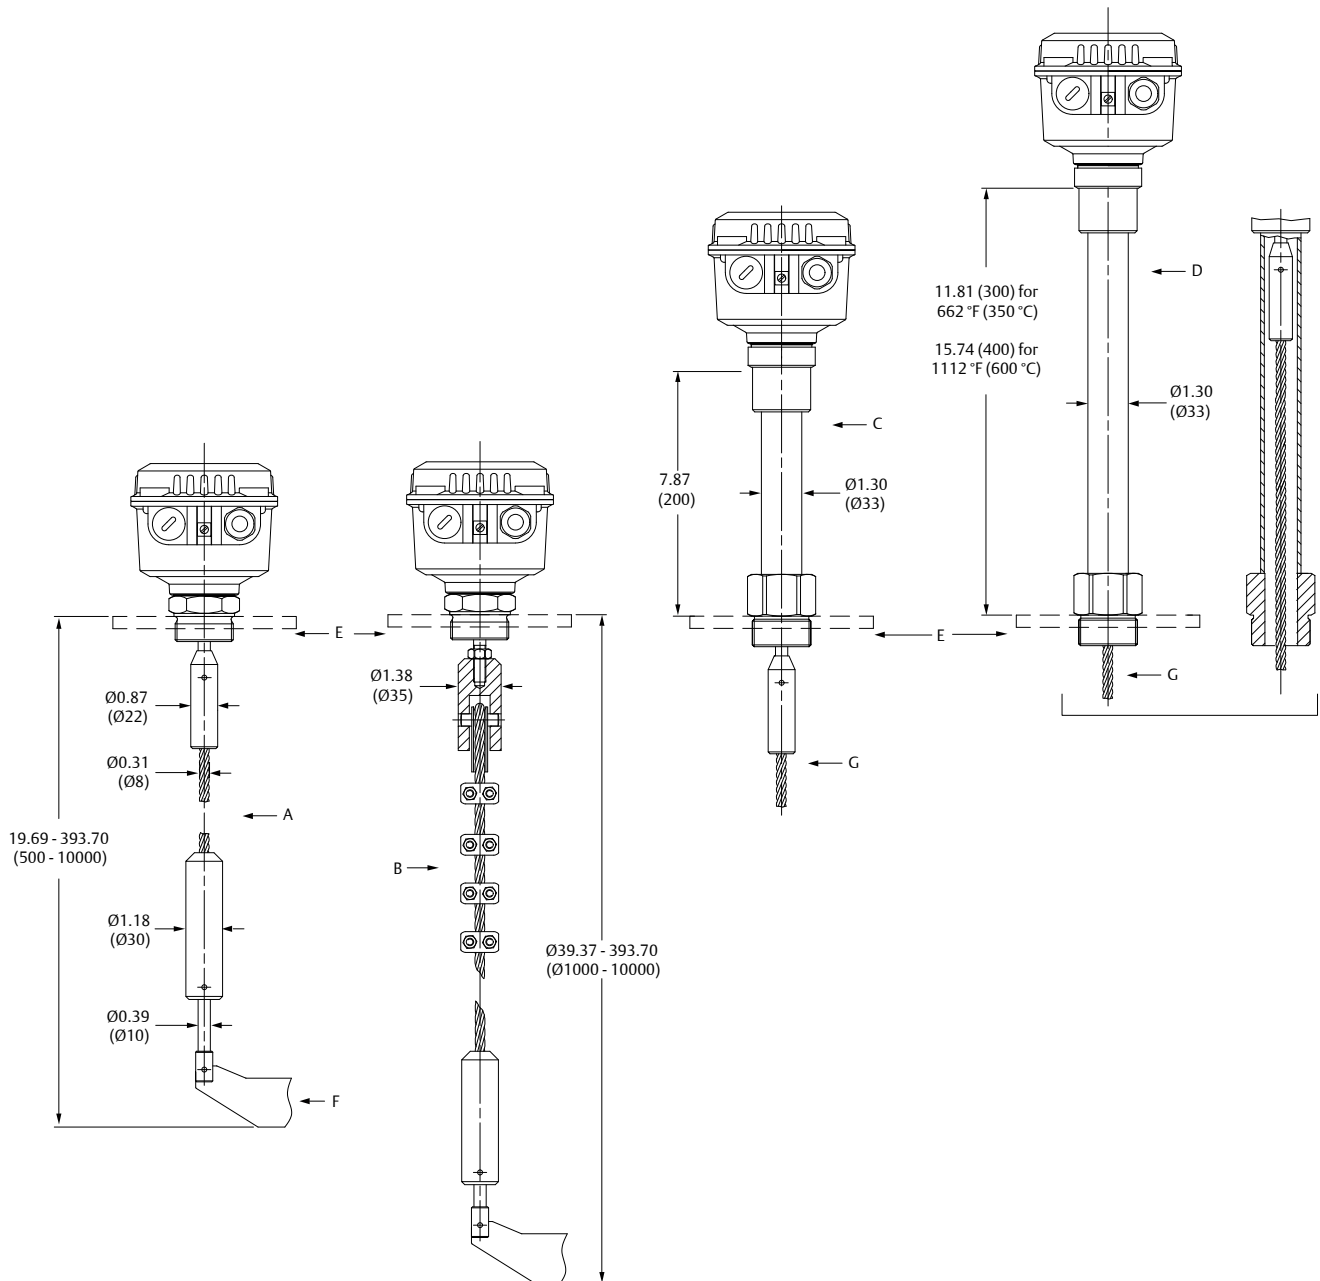 11.81 (300) for
662 °F (350 °C)
15.74 (400) for
1112 °F (600 °C)
D
Ø1.30
(Ø33)
C
7.87
(200)
Ø1.30
(Ø33)
E
E
G
G
Ø1.38
(Ø35)
Ø0.87
(Ø22)
Ø0.31
(Ø8)
A
19.69 - 393.70
(500 - 10000)
B
Ø1.18
(Ø30)
Ø39.37 - 393.70
(Ø1000 - 10000)
Ø0.39
(Ø10)
F